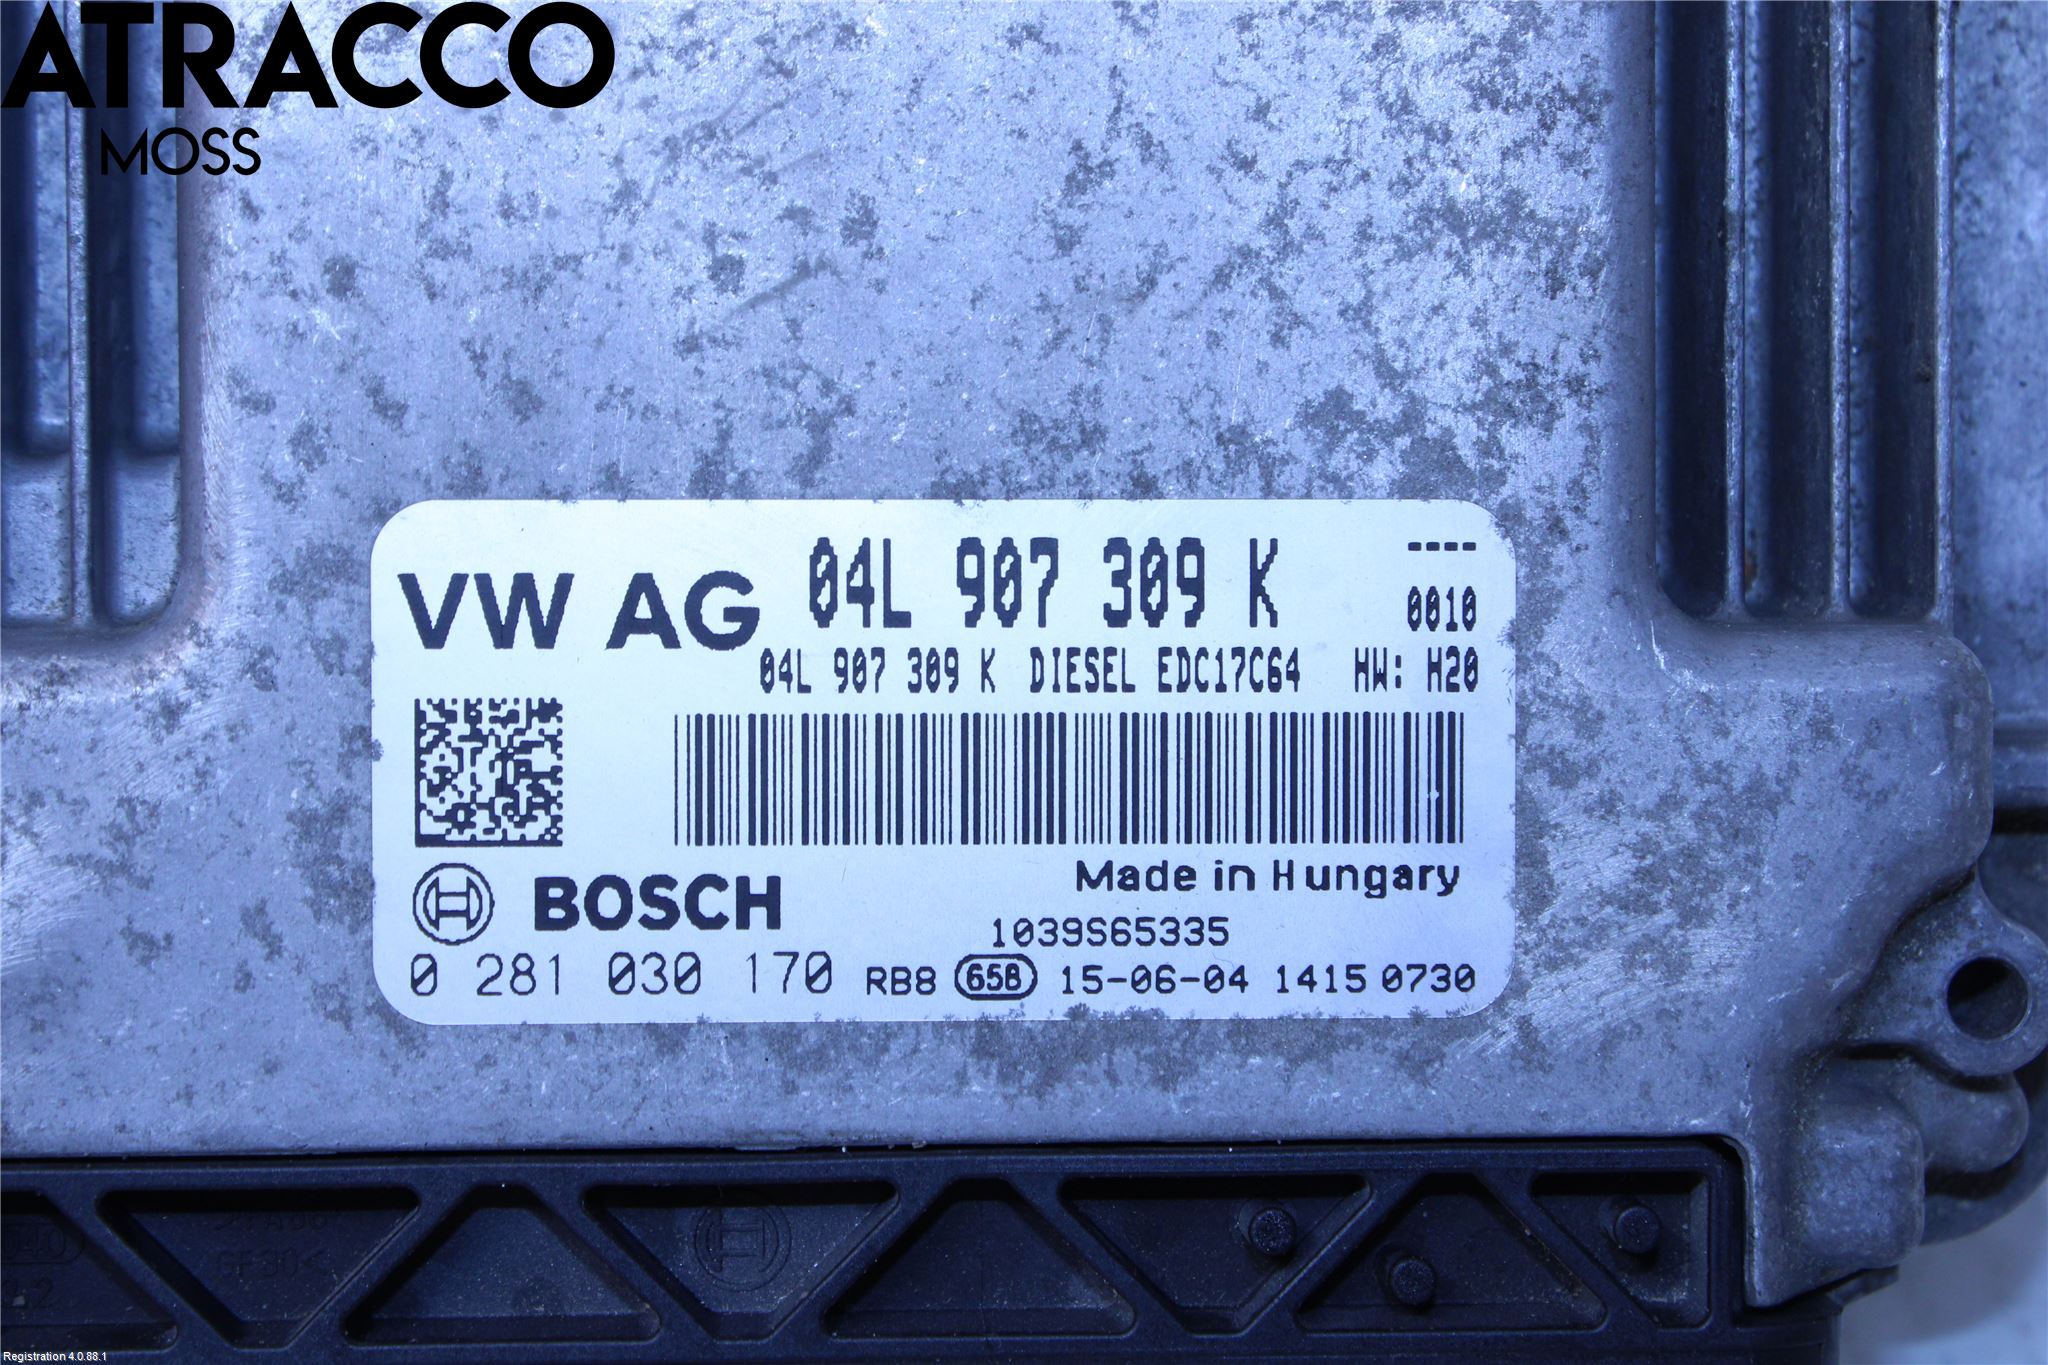 ATRACCO
MOSS
VW AG 04L 907 309 K ----
0010
04L 907 309 K DIESEL EDC17C64 HW: H20
BOSCH
Made in Hungary
1039S65335
0 281 030 170 RB8 65B 15-06-04 1415 0730
Registration 4.0.88.1